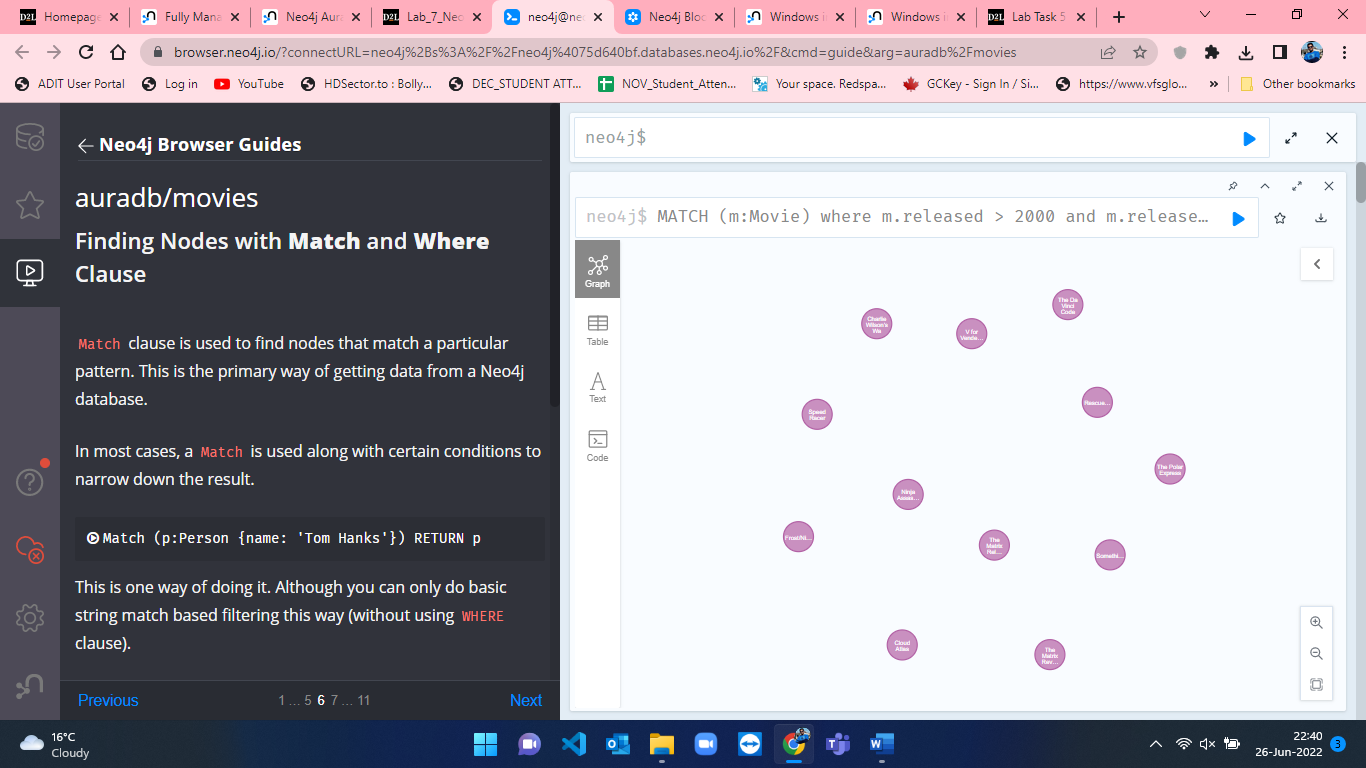 D2L Homepage
Fully Mana
Neo4j Aura
D2L Lab_7_Neo
neo4j@neo
Neo4j Bloo
Windows i
Windows i
D2L Lab Task 5
browser.neo4j.io/?connectURL=neo4j%2Bs%3A%2F%2Fneo4j%4075d640bf.databases.neo4j.io%2F&cmd=guide&arg=auradb%2Fmovies
ADIT User Portal
Log in
YouTube
HDSector.to : Bolly...
DEC_STUDENT ATT...
NOV_Student_Atten...
Your space. Redspa...
GCKey - Sign In / Si...
https://www.vfsglo...
»
Other bookmarks
Neo4j Browser Guides
auradb/movies
Finding Nodes with Match and Where
Clause
Match clause is used to find nodes that match a particular
pattern. This is the primary way of getting data from a Neo4j
database.
In most cases, a Match is used along with certain conditions to
narrow down the result.
Match (p:Person {name: 'Tom Hanks'}) RETURN p
This is one way of doing it. Although you can only do basic
string match based filtering this way (without using WHERE
clause).
Previous
1 ... 5 6 7 ... 11
Next
neo4j$
neo4j$ MATCH (m:Movie) where m.released > 2000 and m.release…
Graph
Table
Text
Code
The Da
Vinci
Code
Charlie
Wilson's
Wa
V for
Vende…
Rescue…
Speed
Racer
The Polar
Express
Ninja
Assas…
Frost/Ni…
The
Matrix
Rel…
Somethi…
Cloud
Atlas
The
Matrix
Rev…
16°C
Cloudy
22:40
26-Jun-2022
3